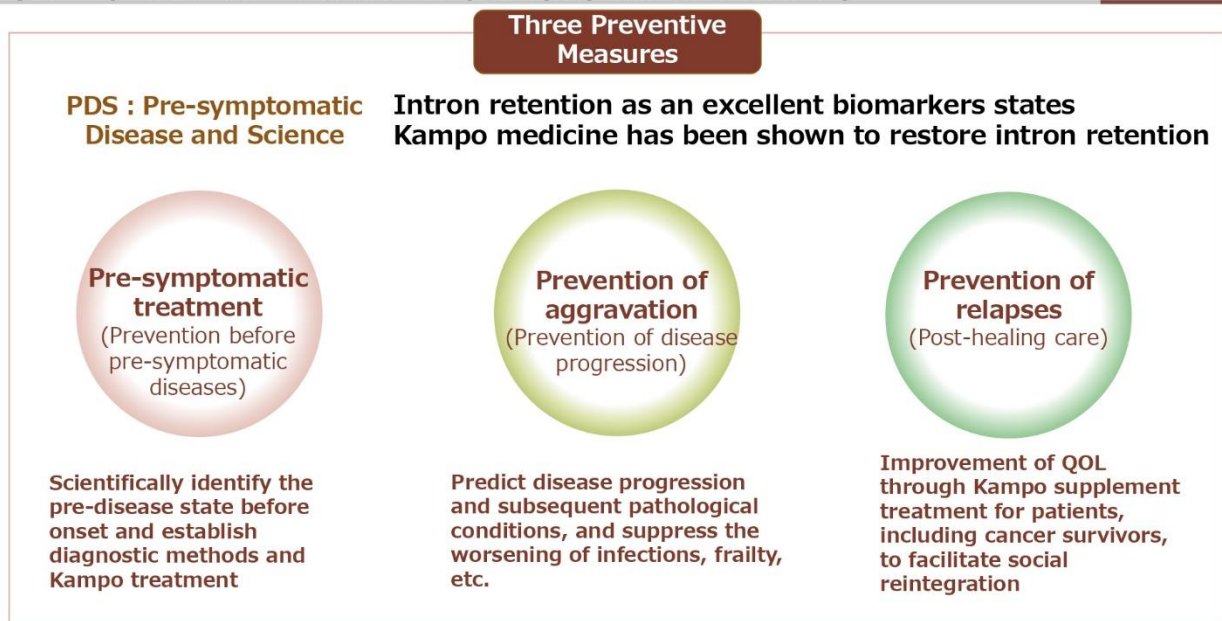 Three Preventive
Measures
PDS : Pre-symptomatic
Disease and Science
Intron retention as an excellent biomarkers states
Kampo medicine has been shown to restore intron retention
Pre-symptomatic
treatment
(Prevention before
pre-symptomatic
diseases)
Scientifically identify the
pre-disease state before
onset and establish
diagnostic methods and
Kampo treatment
Prevention of
aggravation
(Prevention of disease
progression)
Predict disease progression
and subsequent pathological
conditions, and suppress the
worsening of infections, frailty,
etc.
Prevention of
relapses
(Post-healing care)
Improvement of QOL
through Kampo supplement
treatment for patients,
including cancer survivors,
to facilitate social
reintegration